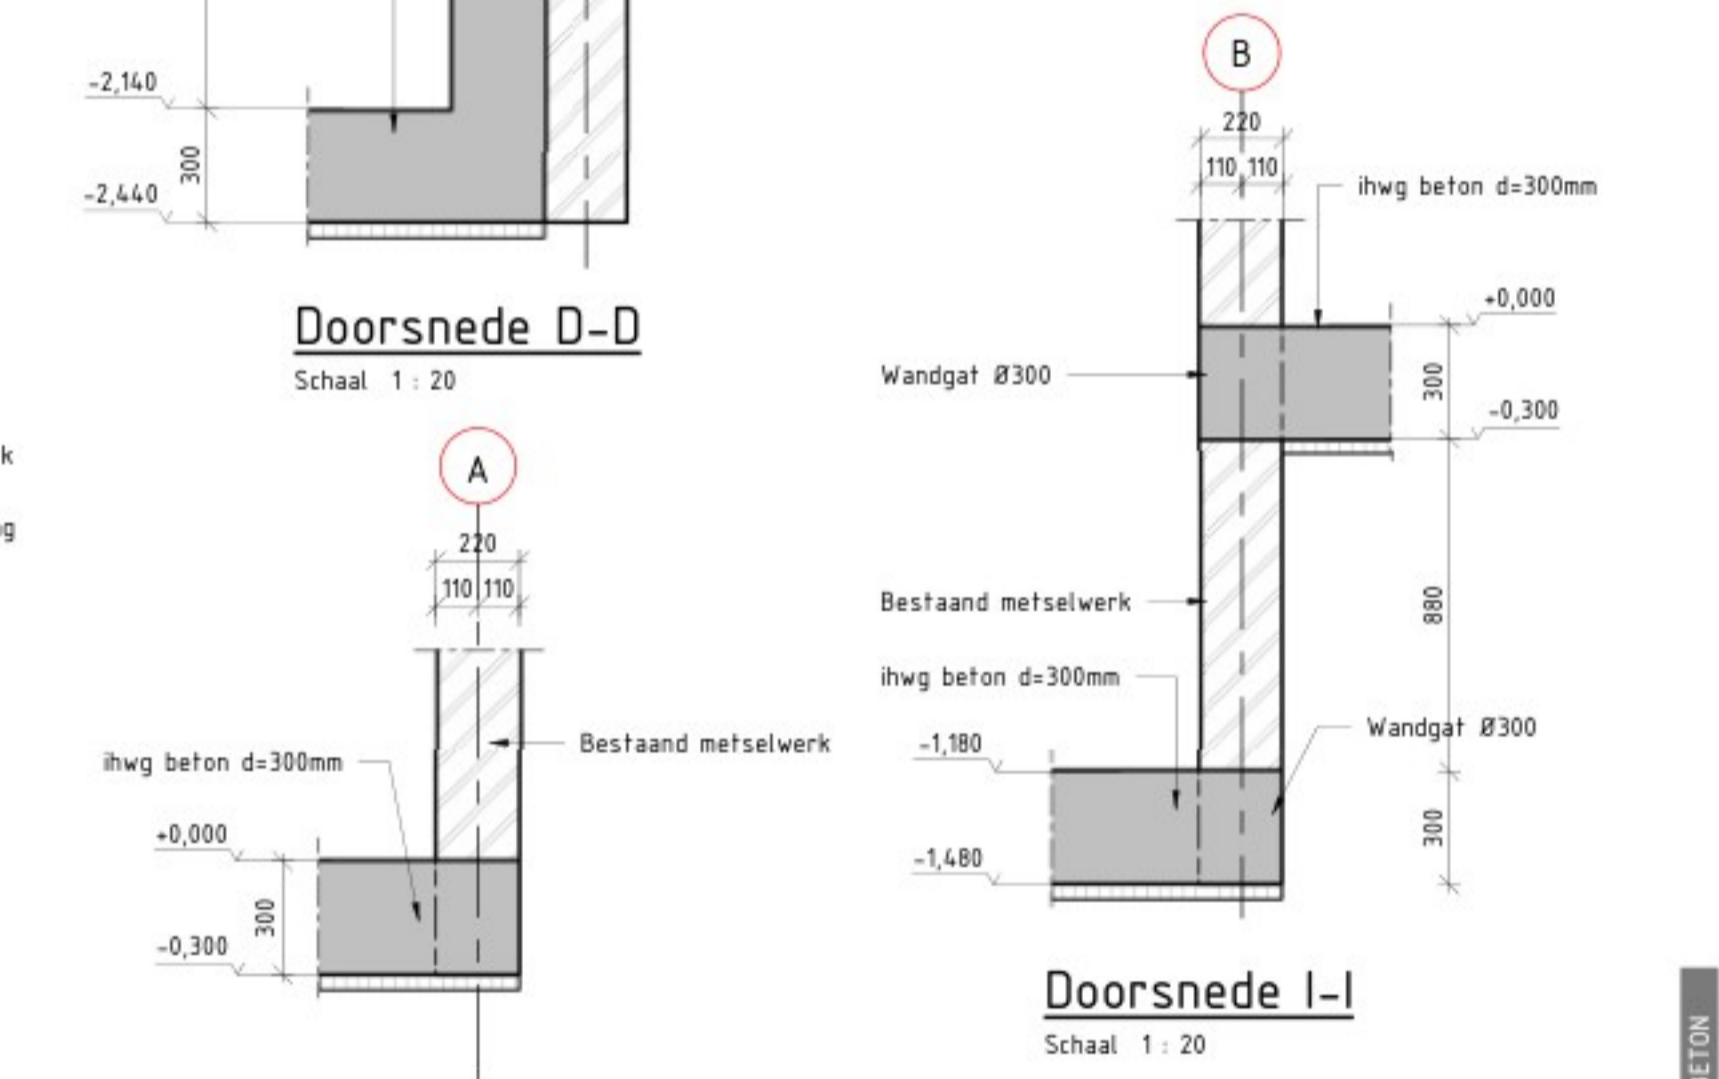 -2,140
300
-2,440
Doorsnede D-D
Schaal 1 : 20
k
g
A
220
110 110
Bestaand metselwerk
ihwg beton d=300mm
+0,000
300
-0,300
B
220
110 110
ihwg beton d=300mm
+0,000
Wandgat Ø300
300
-0,300
Bestaand metselwerk
880
ihwg beton d=300mm
Wandgat Ø300
-1,180
300
-1,480
Doorsnede I-I
Schaal 1 : 20
ETON